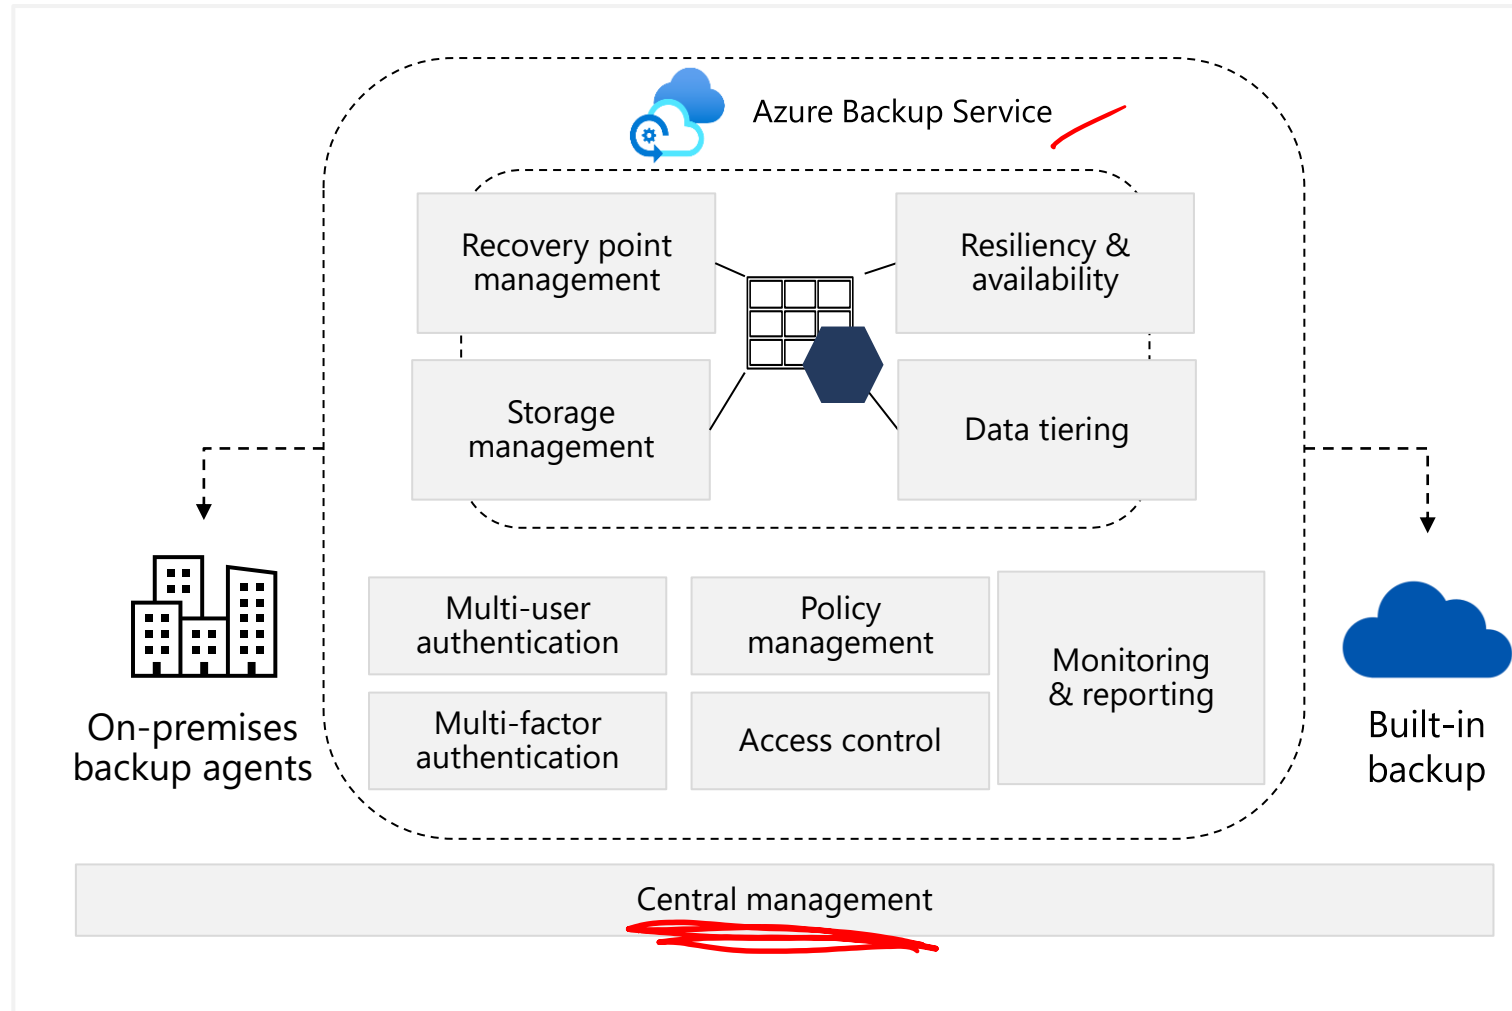 Azure Backup Service
Recovery point
management
Resiliency &
availability
Storage
management
Data tiering
Multi-user
authentication
Policy
management
Monitoring
& reporting
Multi-factor
authentication
Access control
On-premises
backup agents
Built-in
backup
Central management